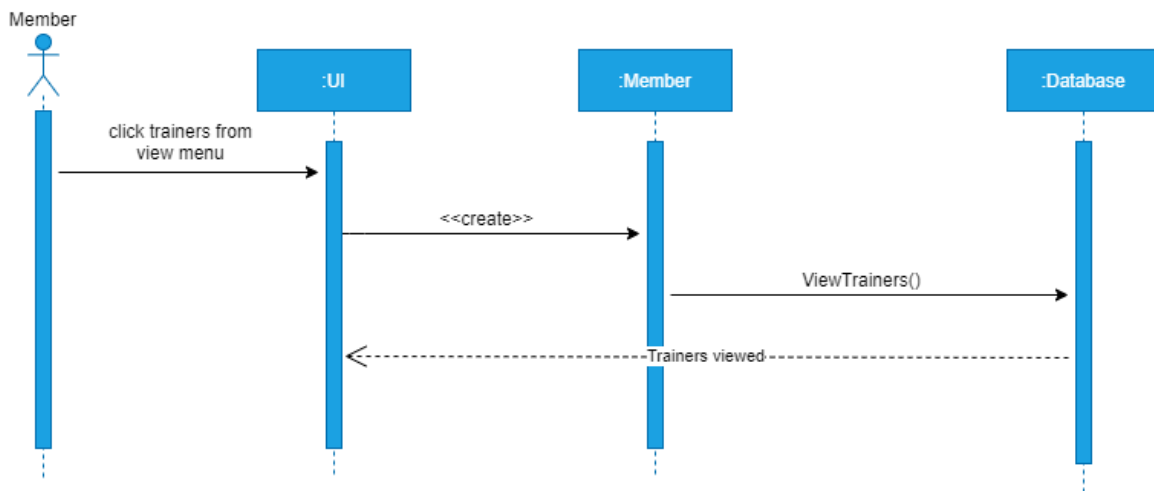 Member
:UI
:Member
:Database
click trainers from
view menu
<<create>>
ViewTrainers()
Trainers viewed